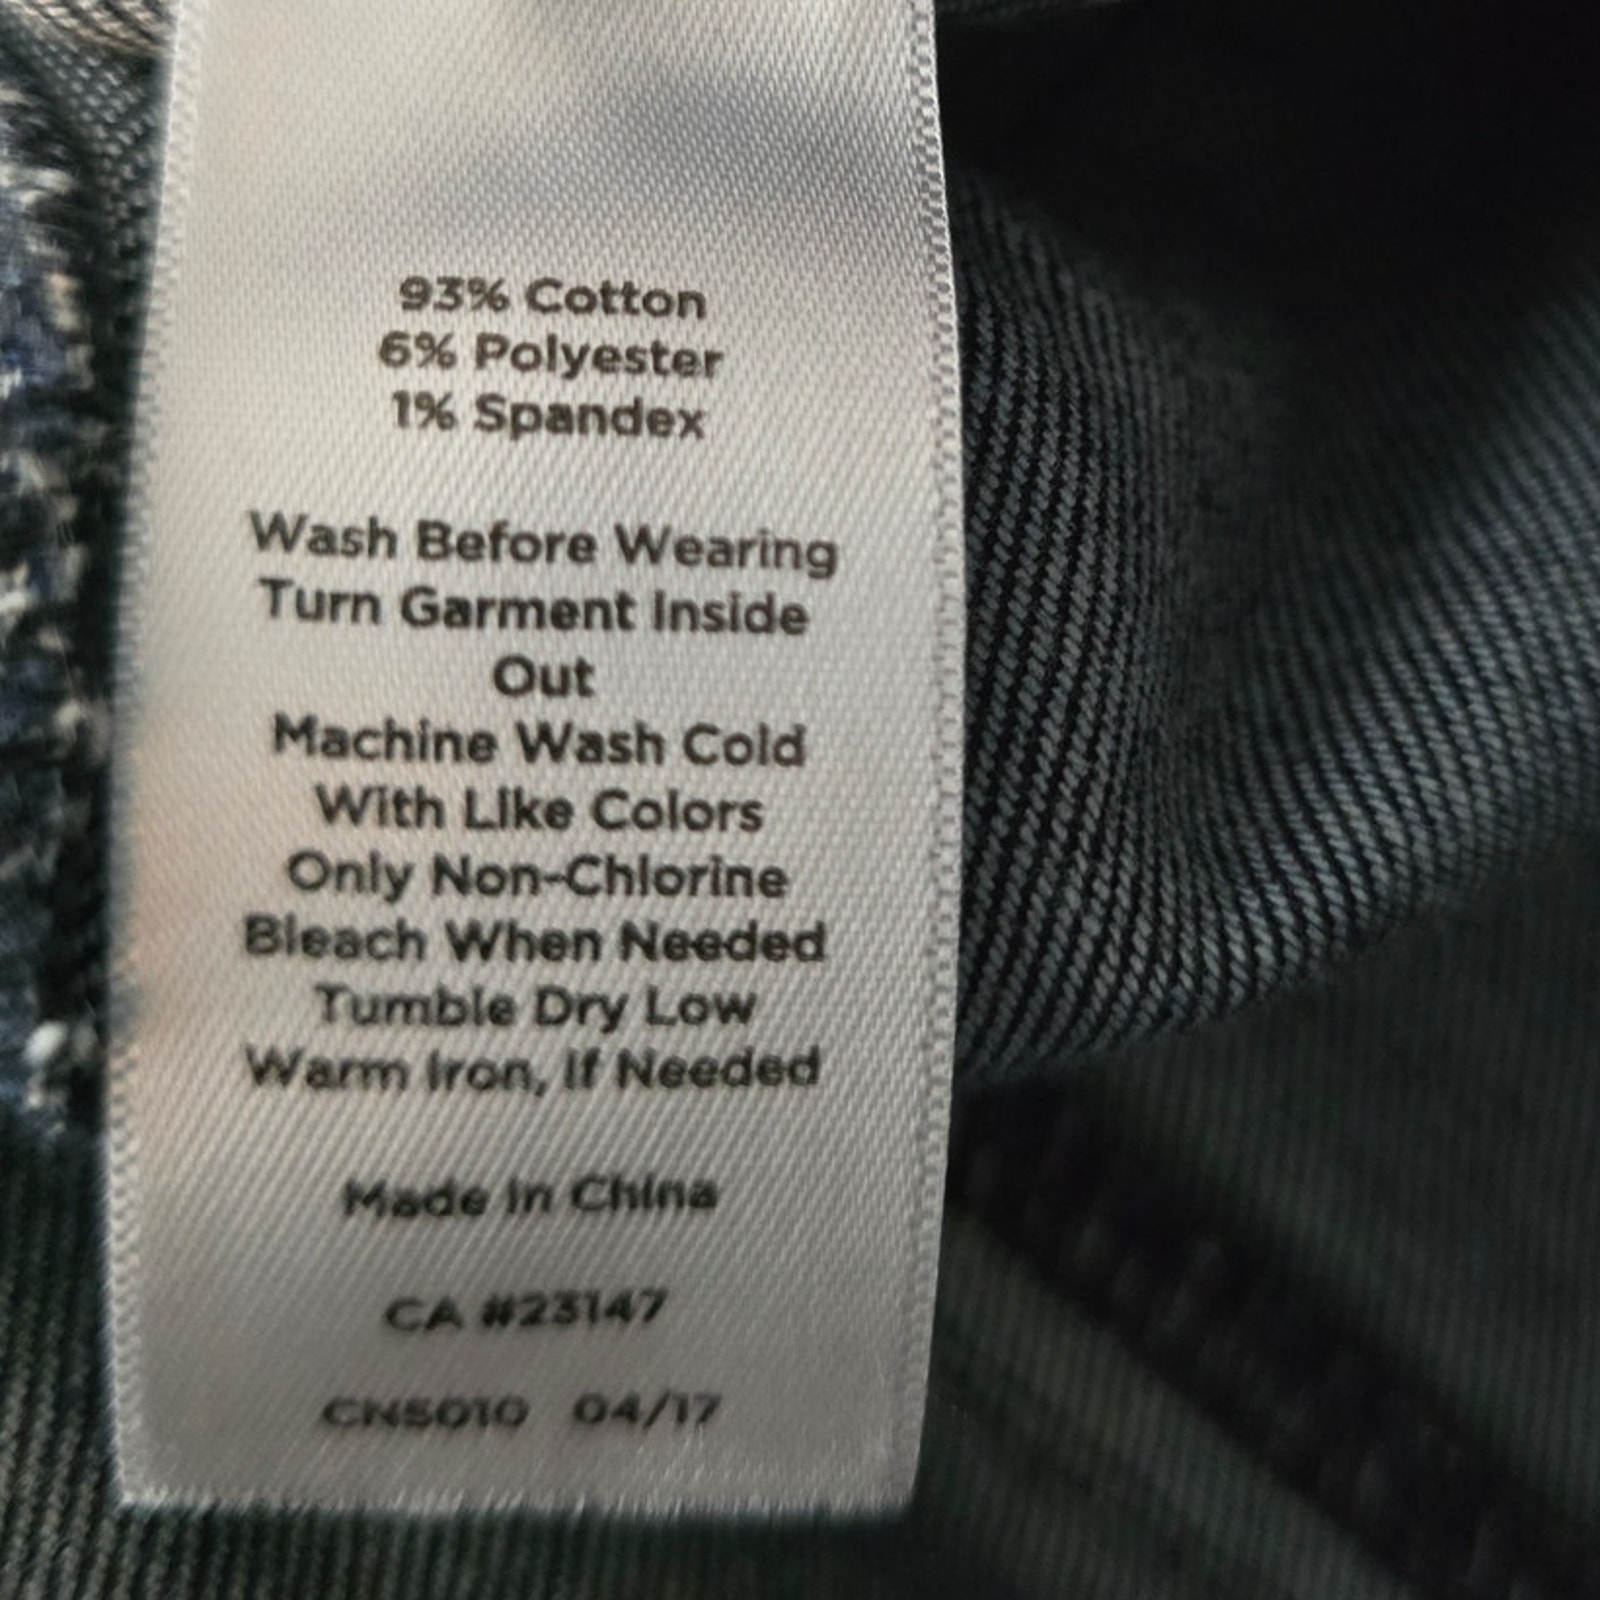 93% Cotton
6% Polyester
1% Spandex
Wash Before Wearing
Turn Garment Inside
Out
Machine Wash Cold
With Like Colors
Only Non-Chlorine
Bleach When Needed
Tumble Dry Low
Warm Iron, If Needed
Made in China
CA #23147
CN5010 04/17